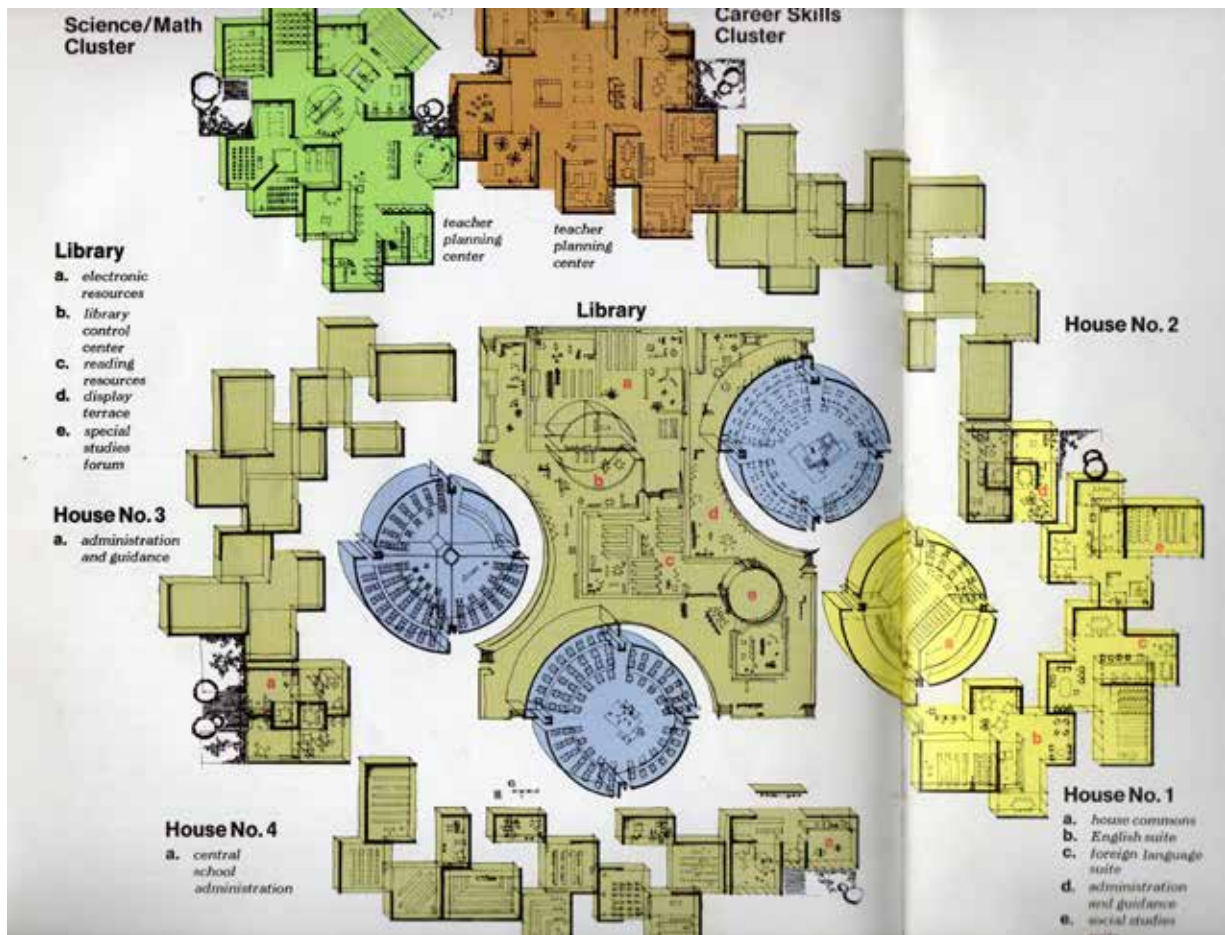 Science/Math
Cluster
Career Skills
Cluster
teacher
planning
center
teacher
planning
center
Library
a. electronic
resources
b. library
control
center
c. reading
resources
d. display
terrace
e. special
studies
forum
Library
a
b
c
d
e
House No. 2
House No. 3
a. administration
and guidance
a
d
e
c
a
b
House No. 4
a. central
school
administration
House No. 1
a. house commons
b. English suite
c. foreign language
suite
d. administration
and guidance
e. social studies